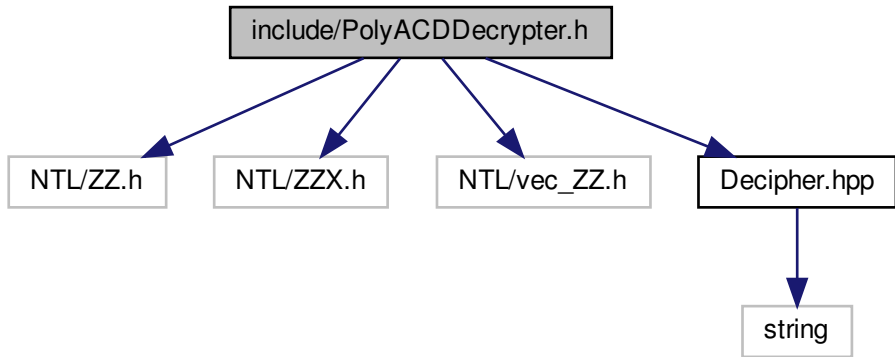 include/PolyACDDecrypter.h
NTL/ZZ.h
NTL/ZZX.h
NTL/vec_ZZ.h
Decipher.hpp
string